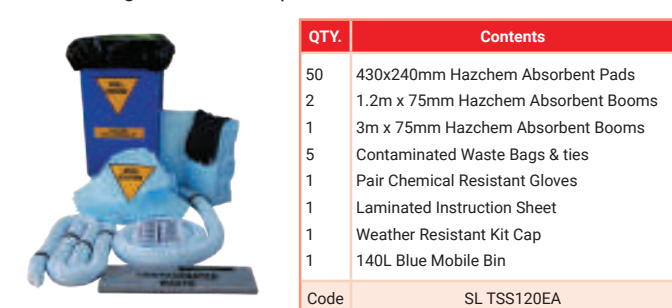 QTY. Contents
50 430x240mm Hazchem Absorbent Pads
2 1.2m x 75mm Hazchem Absorbent Booms
1 3m x 75mm Hazchem Absorbent Booms
5 Contaminated Waste Bags & ties
1 Pair Chemical Resistant Gloves
1 Laminated Instruction Sheet
1 Weather Resistant Kit Cap
1 140L Blue Mobile Bin
Code SL TSS120EA
CONTAMINATED
WASTE